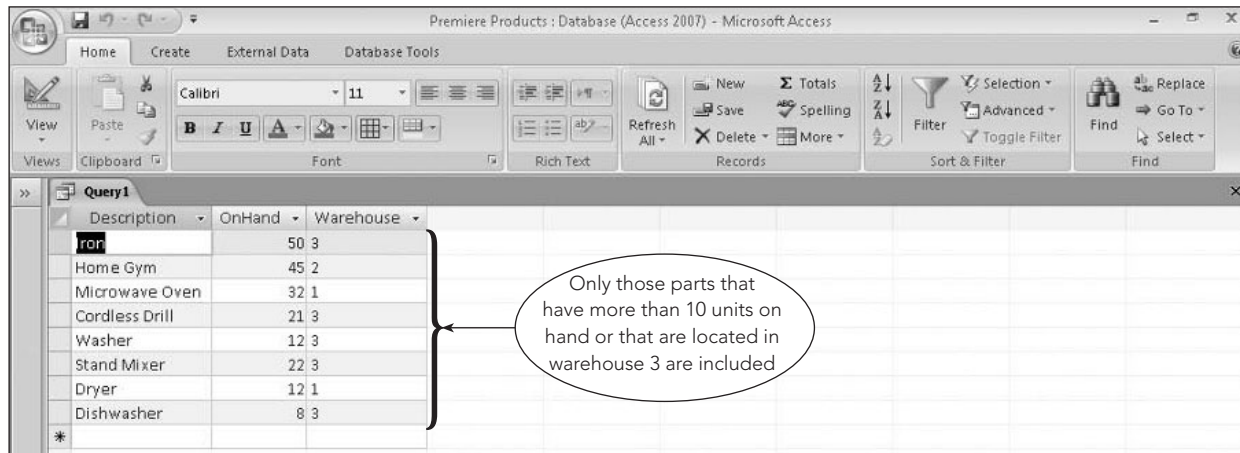 Premiere Products : Database (Access 2007) - Microsoft Access
Home Create External Data Database Tools
View
Paste
Calibri 11
B I U A
ab
Refresh All
New
Save
Delete
Σ Totals
ABC Spelling
More
A Z
Z A
Filter
Selection
Advanced
Toggle Filter
Find
Replace
Go To
Select
Views Clipboard Font Rich Text Records Sort & Filter Find
» Query1 x
Description OnHand Warehouse
Iron 50 3
Home Gym 45 2
Microwave Oven 32 1
Cordless Drill 21 3
Washer 12 3
Stand Mixer 22 3
Dryer 12 1
Dishwasher 8 3
*
Only those parts that
have more than 10 units on
hand or that are located in
warehouse 3 are included